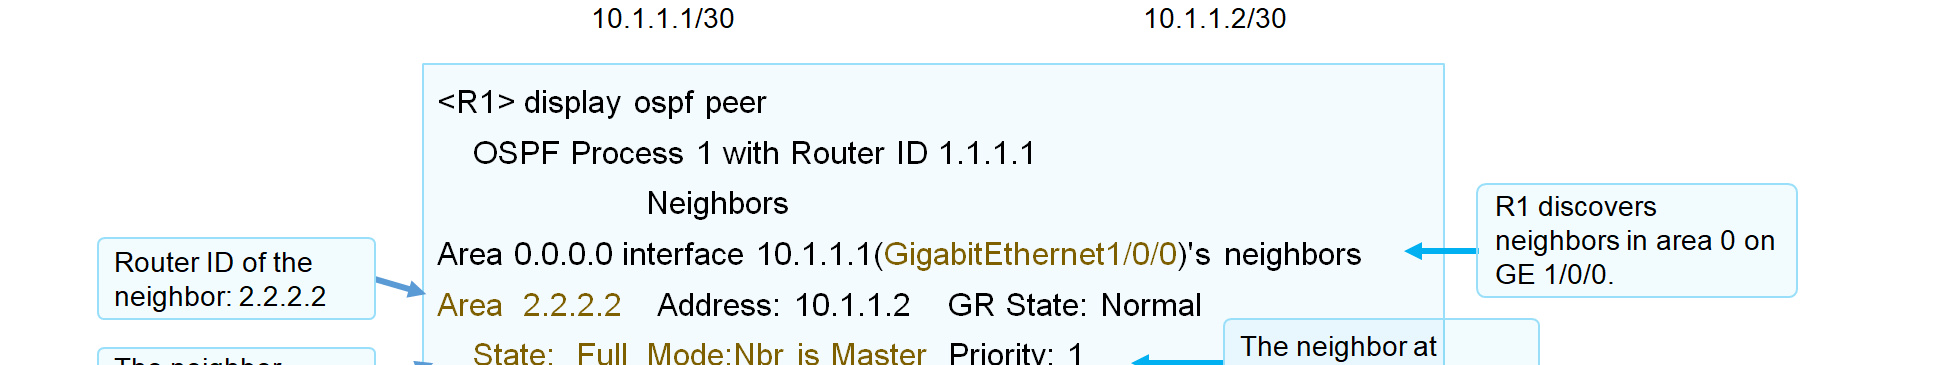 10.1.1.1/30
10.1.1.2/30
<R1> display ospf peer
OSPF Process 1 with Router ID 1.1.1.1
Neighbors
Area 0.0.0.0 interface 10.1.1.1(GigabitEthernet1/0/0)'s neighbors
Area 2.2.2.2 Address: 10.1.1.2 GR State: Normal
State: Full Mode:Nbr is Master Priority: 1
R1 discovers
neighbors in area 0 on
GE 1/0/0.
Router ID of the
neighbor: 2.2.2.2
The neighbor
The neighbor at